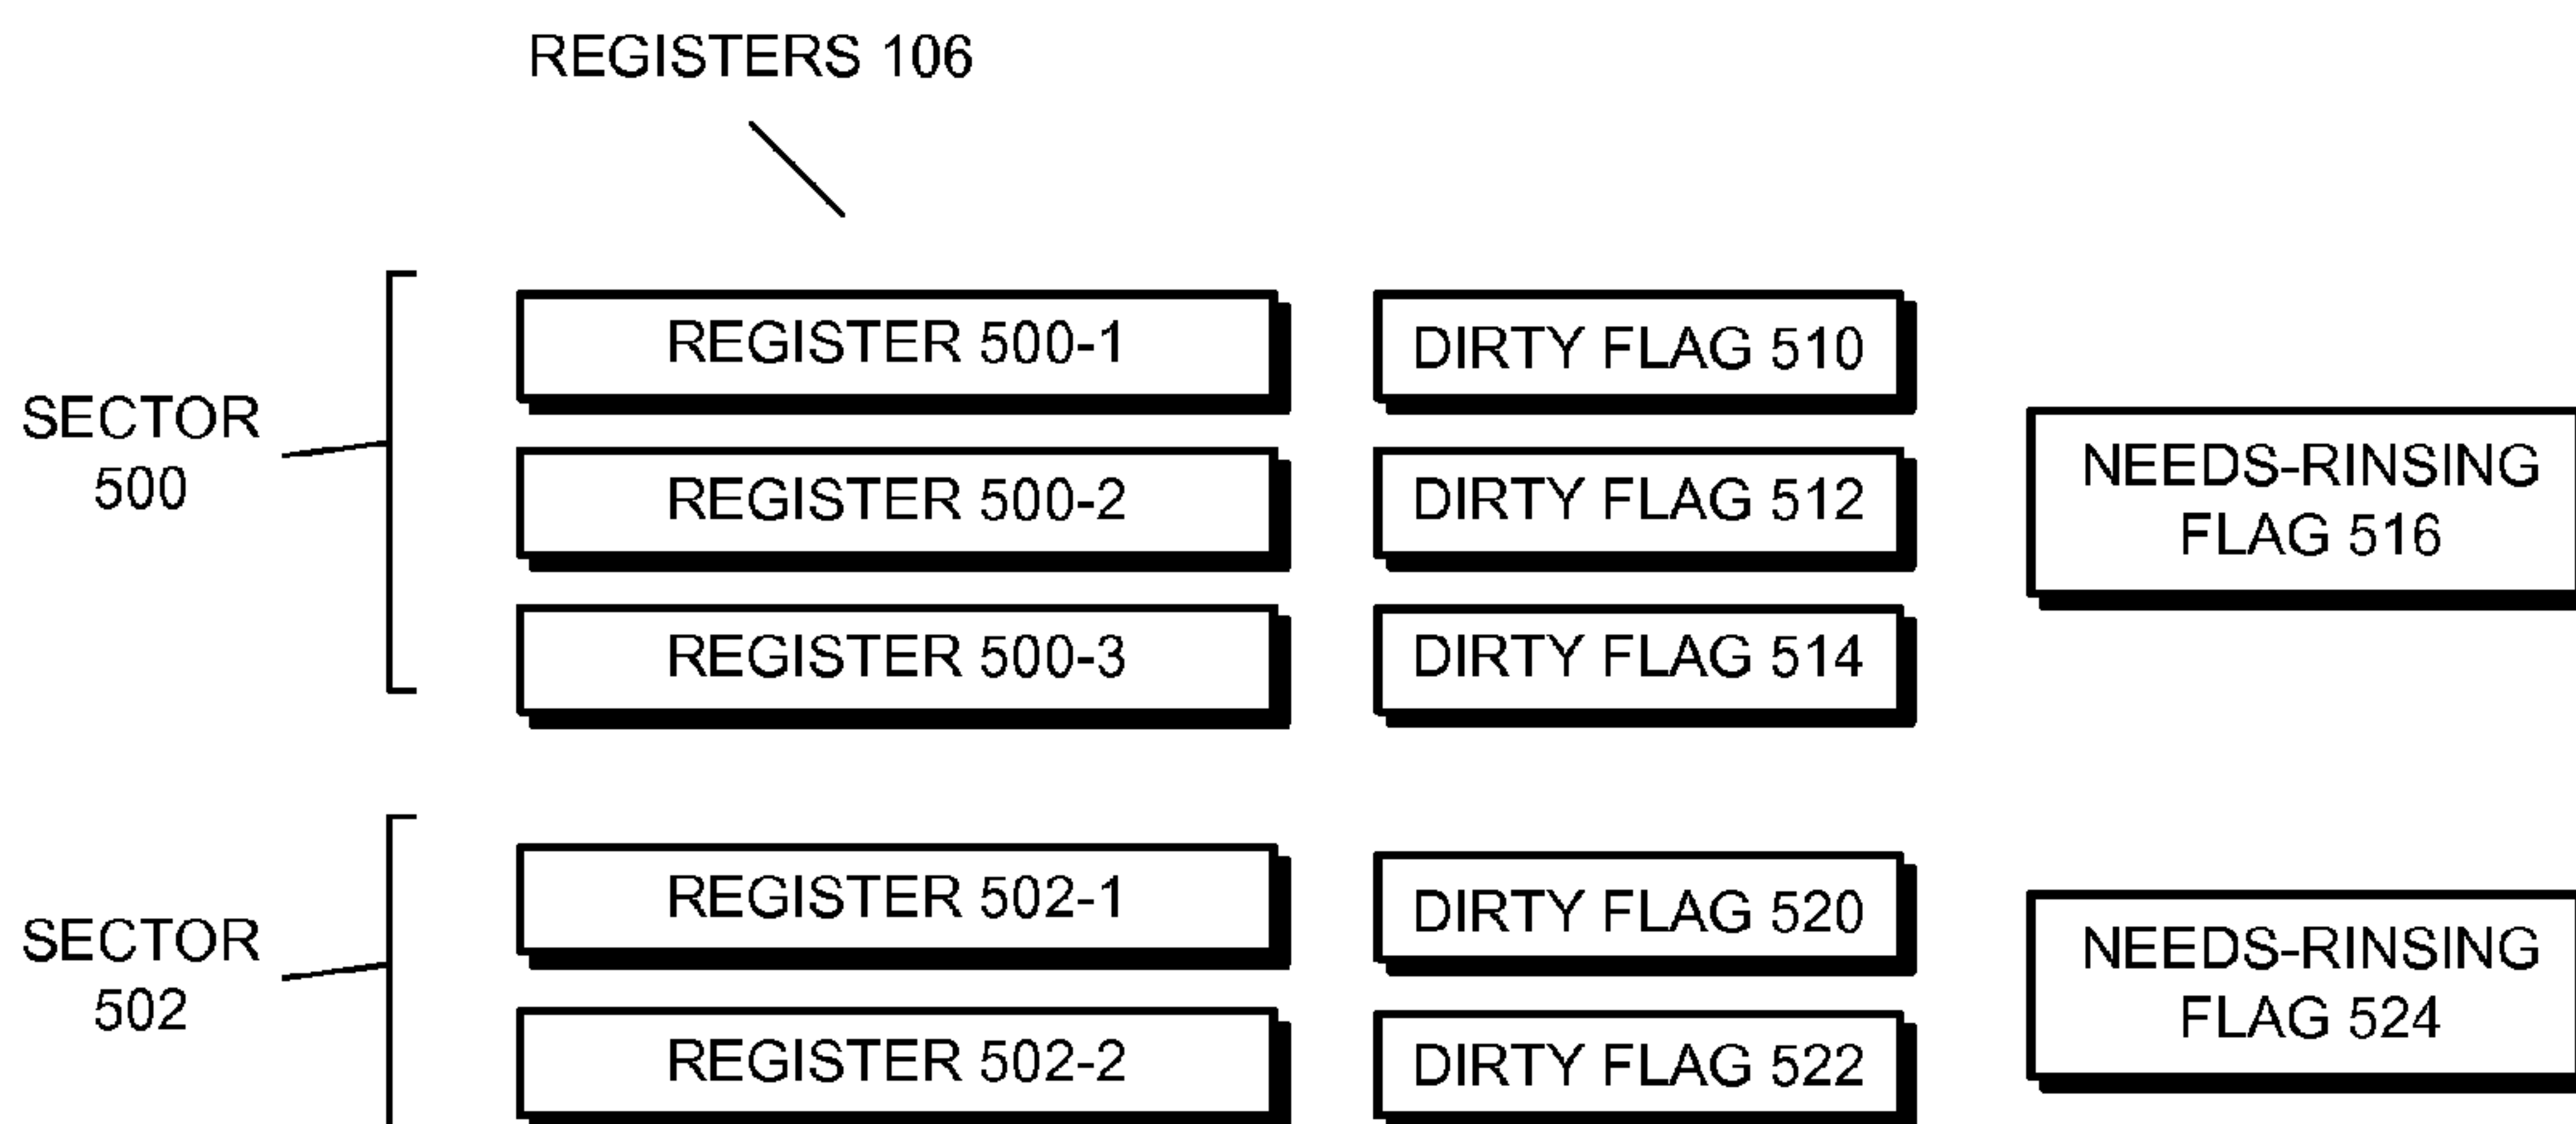 REGISTERS 106
REGISTER 500-1
DIRTY FLAG 510
SECTOR
500
REGISTER 500-2
DIRTY FLAG 512
NEEDS-RINSING
FLAG 516
REGISTER 500-3
DIRTY FLAG 514
SECTOR
502
REGISTER 502-1
DIRTY FLAG 520
NEEDS-RINSING
FLAG 524
REGISTER 502-2
DIRTY FLAG 522